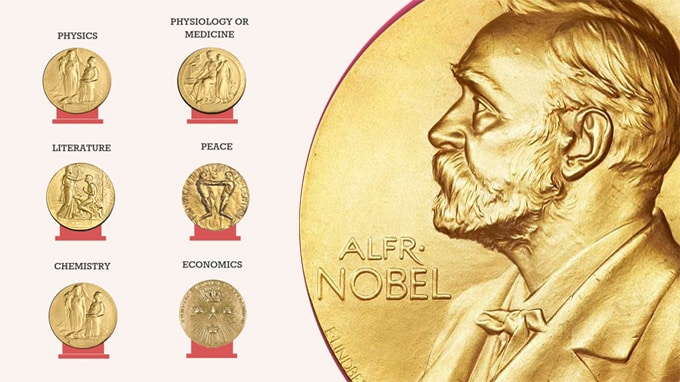 PHYSICS
PHYSIOLOGY OR
MEDICINE
LITERATURE
PEACE
CHEMISTRY
ECONOMICS
ALFR·
NOBEL